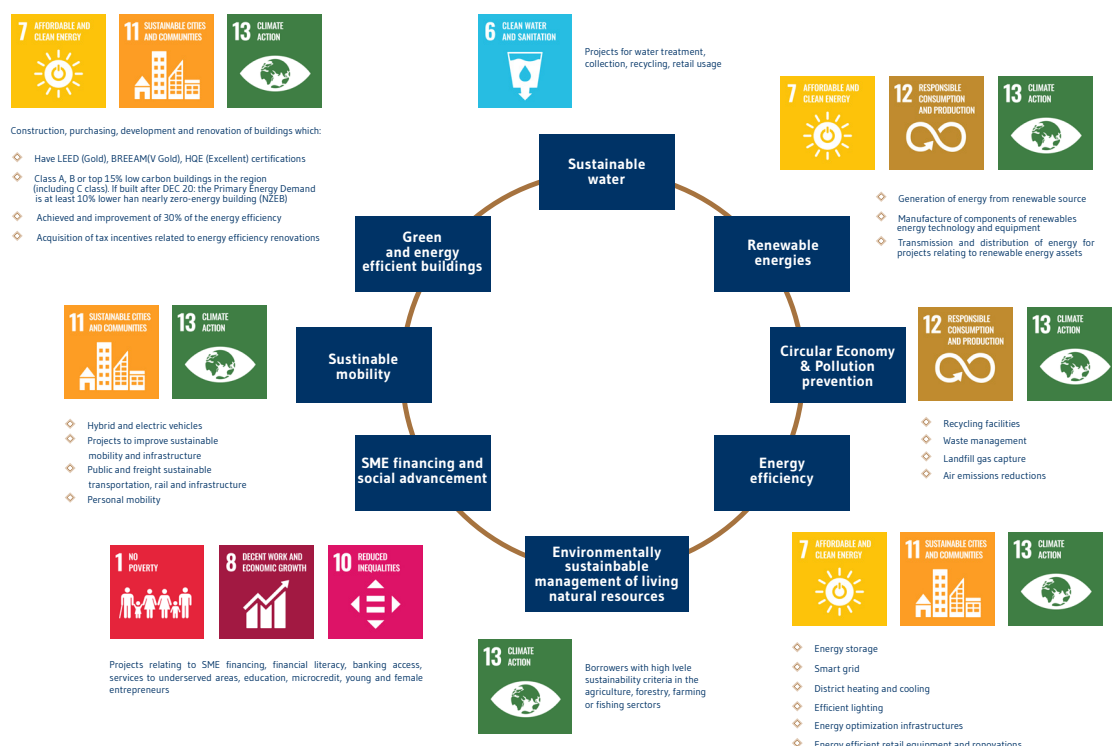 7 AFFORDABLE AND
CLEAN ENERGY
11 SUSTAINABLE CITIES
AND COMMUNITIES
13 CLIMATE
ACTION
Construction, purchasing, development and renovation of buildings which:
Have LEED (Gold), BREEAM(V Gold), HQE (Excellent) certifications
Class A, B or top 15% low carbon buildings in the region
(including C class). If built after DEC 20: the Primary Energy Demand
is at least 10% lower han nearly zero-energy building (NZEB)
Achieved and improvement of 30% of the energy efficiency
Acquisition of tax incentives related to energy efficiency renovations
6 CLEAN WATER
AND SANITATION
Projects for water treatment,
collection, recycling, retail usage
7 AFFORDABLE AND
CLEAN ENERGY
12 RESPONSIBLE
CONSUMPTION
AND PRODUCTION
13 CLIMATE
ACTION
Generation of energy from renewable source
Manufacture of components of renewables
energy technology and equipment
Transmission and distribution of energy for
projects relating to renewable energy assets
Sustainable
water
Green
and energy
efficient buildings
Renewable
energies
Sustinable
mobility
Circular Economy
& Pollution
prevention
SME financing and
social advancement
Energy
efficiency
Environmentally
sustainbable
management of living
natural resources
11 SUSTAINABLE CITIES
AND COMMUNITIES
13 CLIMATE
ACTION
Hybrid and electric vehicles
Projects to improve sustainable
mobility and infrastructure
Public and freight sustainable
transportation, rail and infrastructure
Personal mobility
12 RESPONSIBLE
CONSUMPTION
AND PRODUCTION
13 CLIMATE
ACTION
Recycling facilities
Waste management
Landfill gas capture
Air emissions reductions
1 NO
POVERTY
8 DECENT WORK AND
ECONOMIC GROWTH
10 REDUCED
INEQUALITIES
Projects relating to SME financing, financial literacy, banking access,
services to underserved areas, education, microcredit, young and female
entrepreneurs
13 CLIMATE
ACTION
Borrowers with high lvele
sustainability criteria in the
agriculture, forestry, farming
or fishing serctors
7 AFFORDABLE AND
CLEAN ENERGY
11 SUSTAINABLE CITIES
AND COMMUNITIES
13 CLIMATE
ACTION
Energy storage
Smart grid
District heating and cooling
Efficient lighting
Energy optimization infrastructures
Energy efficient retail equipment and renovations